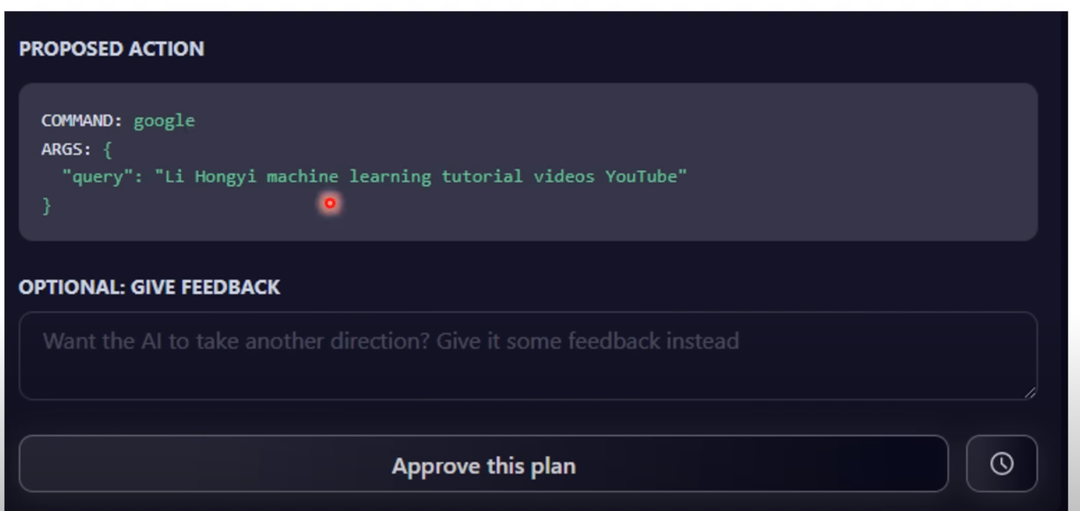 PROPOSED ACTION
COMMAND: google
ARGS: {
"query": "Li Hongyi machine learning tutorial videos YouTube"
}
OPTIONAL: GIVE FEEDBACK
Want the AI to take another direction? Give it some feedback instead
Approve this plan